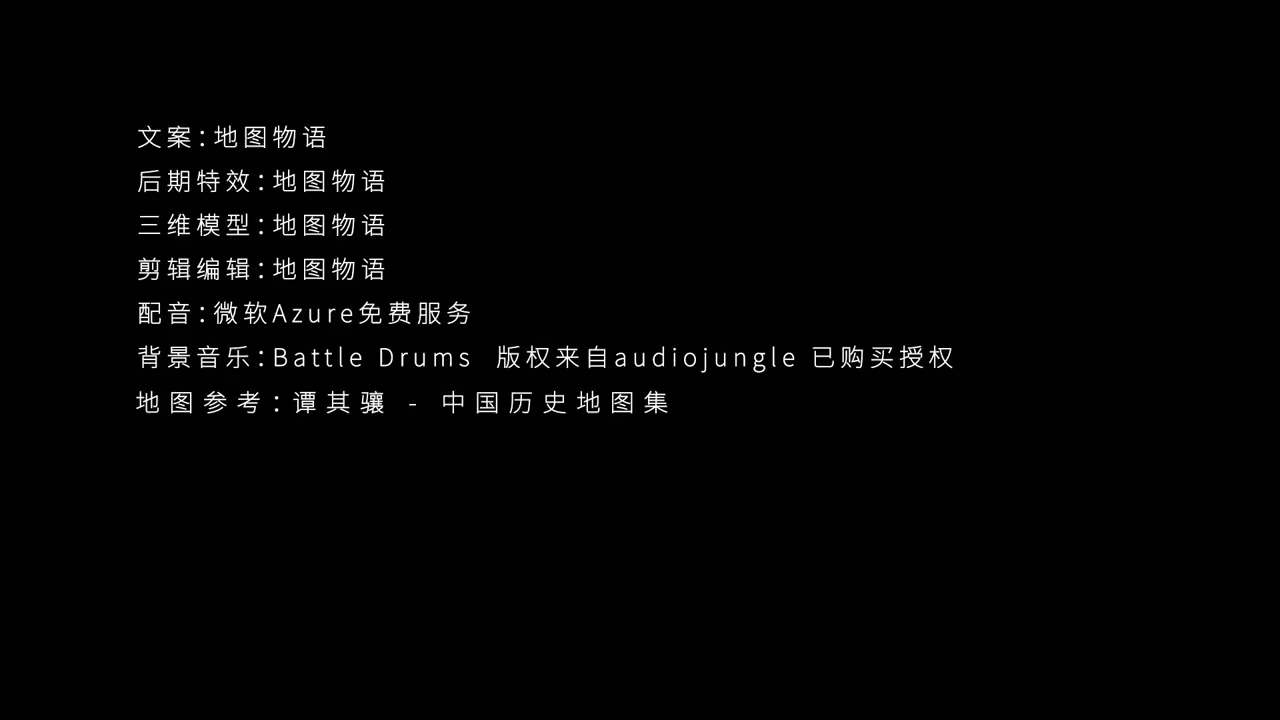 文案:地图物语
后期特效:地图物语
三维模型:地图物语
剪辑编辑:地图物语
配音:微软Azure免费服务
背景音乐:Battle Drums 版权来自audiojungle 已购买授权
地图参考:谭其骧 - 中国历史地图集